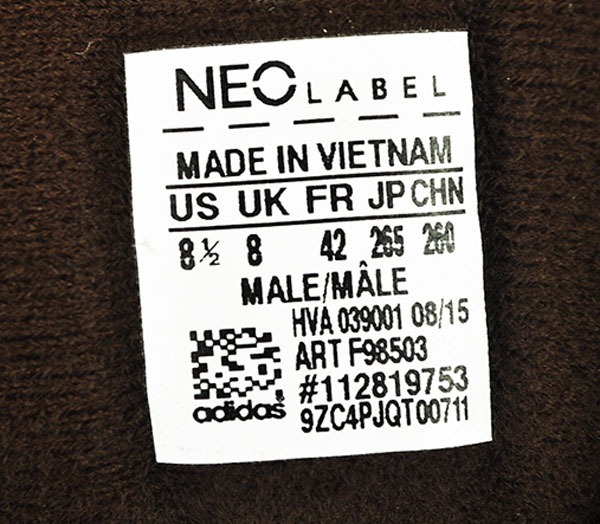 NEO LABEL
MADE IN VIETNAM
US UK FR JP CHN
8½ 8 42 265 260
MALE/MÂLE
HVA 039001 08/15
ART F98503
#112819753
adidas® 9ZC4PJQT00711